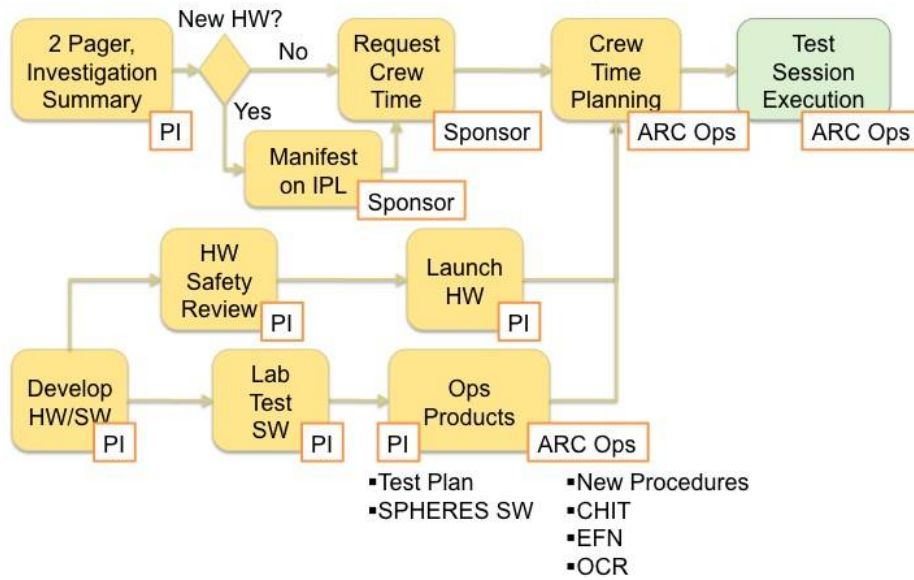 New HW?
2 Pager,
Investigation
Summary
PI
No
Yes
Request
Crew
Time
Sponsor
Crew
Time
Planning
ARC Ops
Test
Session
Execution
ARC Ops
Manifest
on IPL
Sponsor
HW
Safety
Review
PI
Launch
HW
PI
Develop
HW/SW
PI
Lab
Test
SW
PI
Ops
Products
PI
ARC Ops
▪Test Plan
▪SPHERES SW
▪New Procedures
▪CHIT
▪EFN
▪OCR